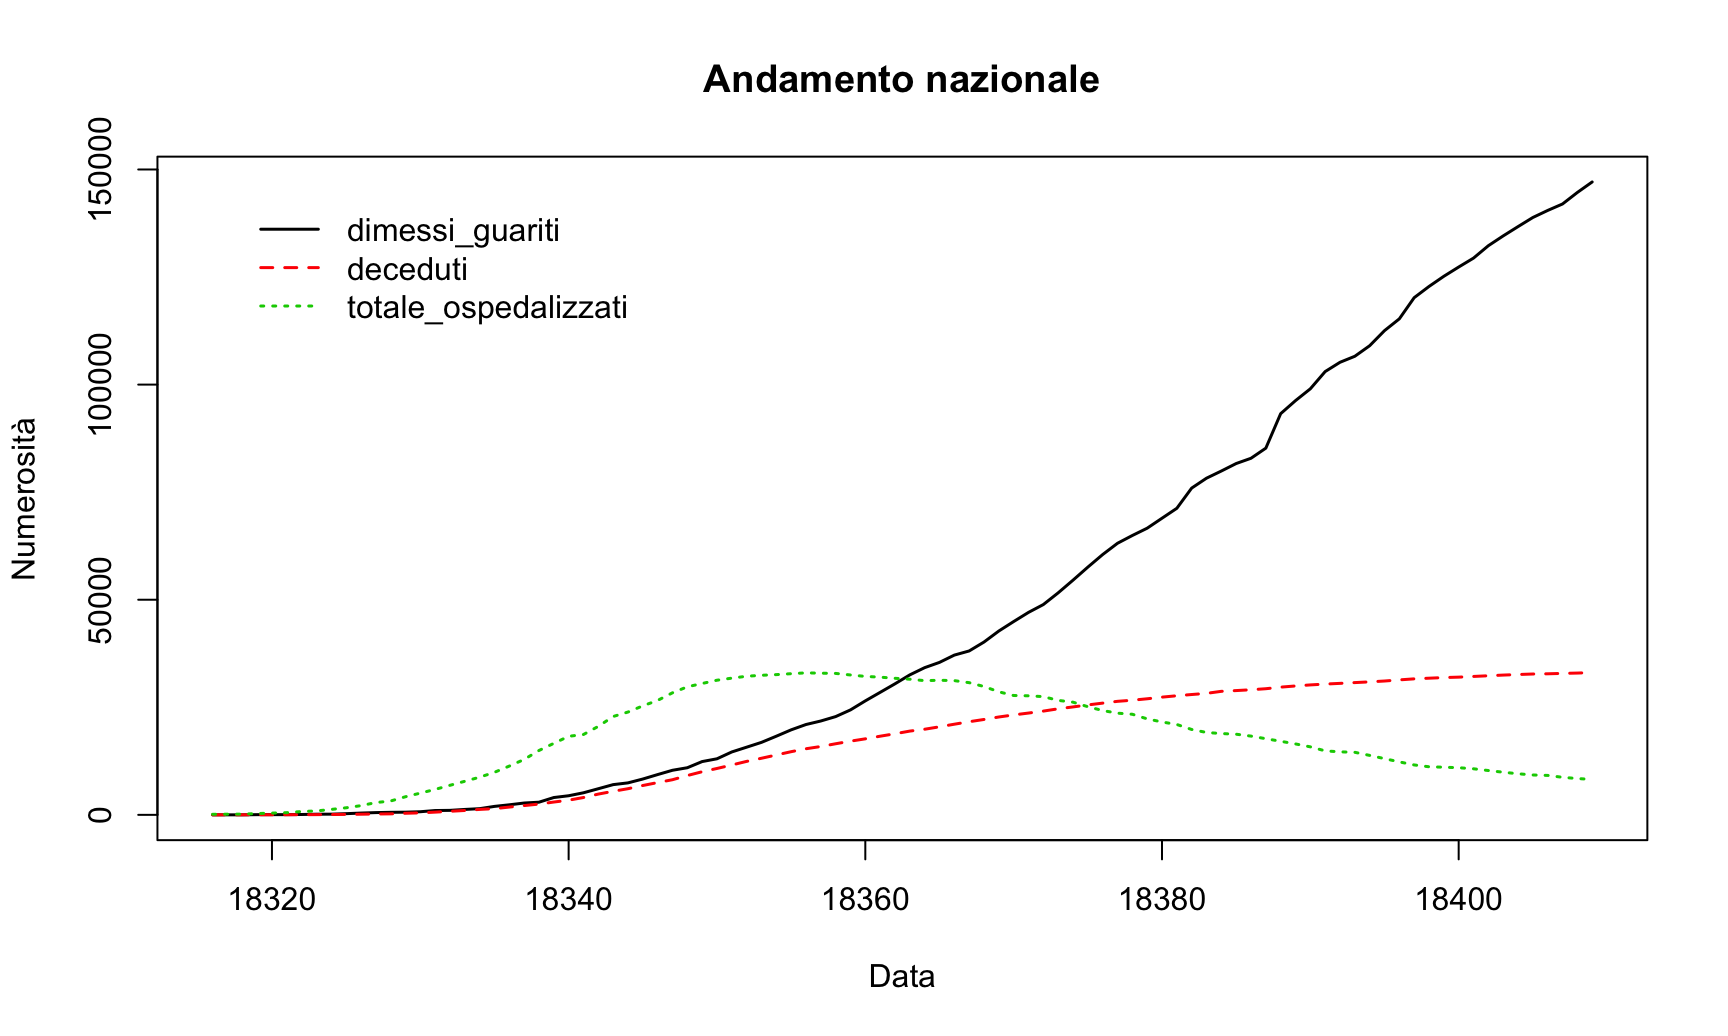 Andamento nazionale
150000
100000
50000
0
Numerosità
dimessi_guariti
deceduti
totale_ospedalizzati
18320 18340 18360 18380 18400
Data